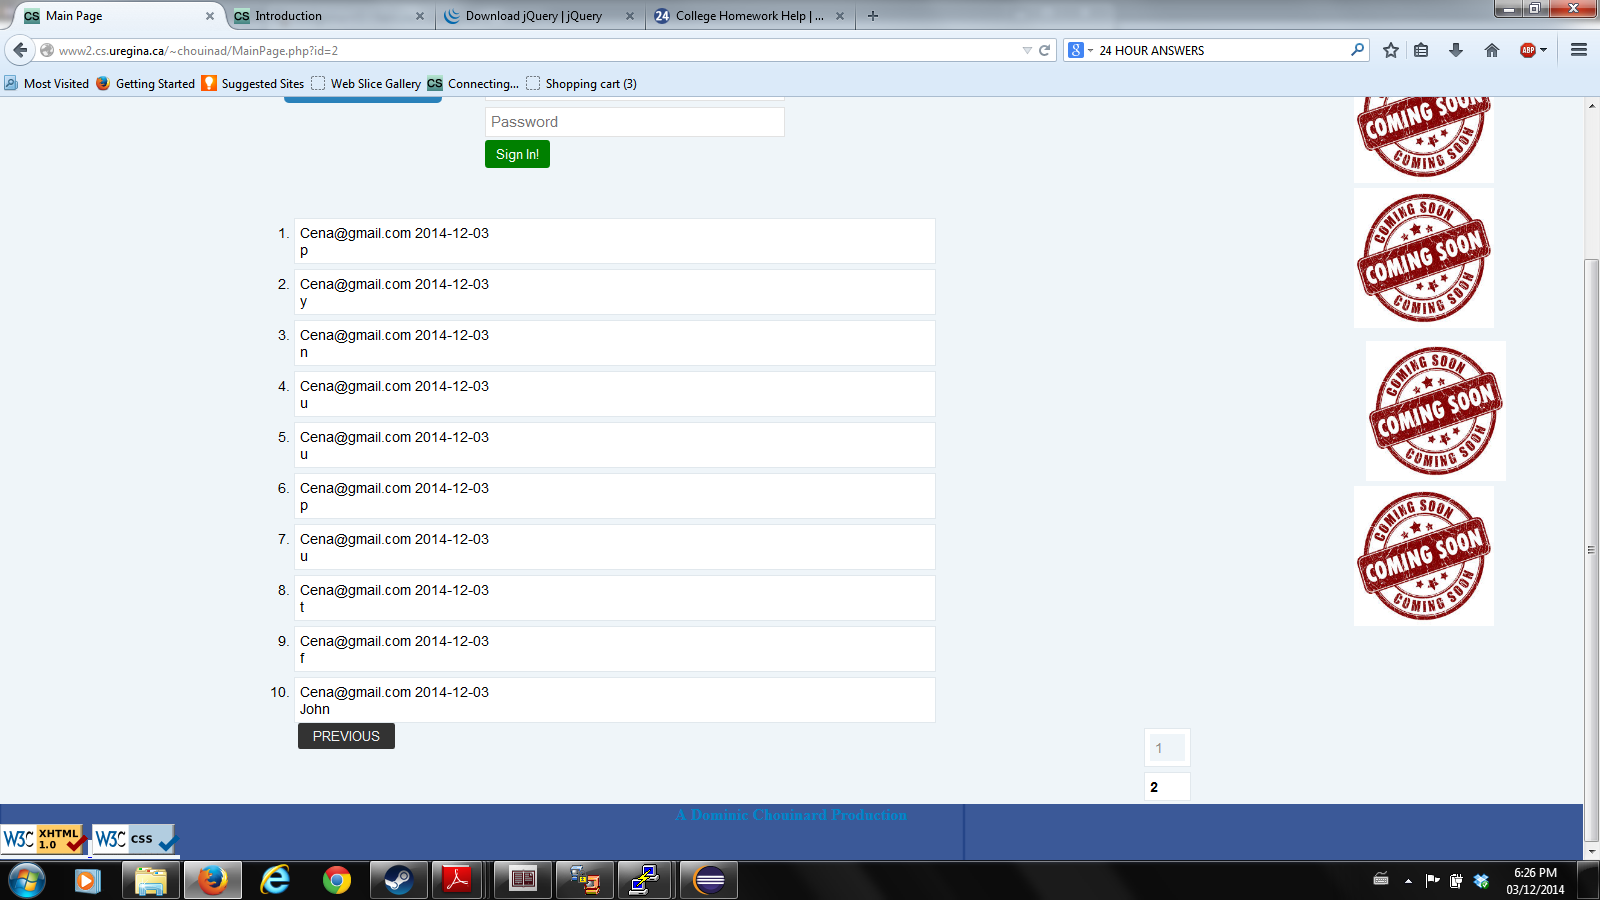 CS Main Page
CS Introduction
Download jQuery | jQuery
24 College Homework Help | ...
www2.cs.uregina.ca/~chouinad/MainPage.php?id=2
8 24 HOUR ANSWERS
ABP
Most Visited
Getting Started
Suggested Sites
Web Slice Gallery
CS Connecting...
Shopping cart (3)
Password
Sign In!
1. Cena@gmail.com 2014-12-03
p
2. Cena@gmail.com 2014-12-03
y
3. Cena@gmail.com 2014-12-03
n
4. Cena@gmail.com 2014-12-03
u
5. Cena@gmail.com 2014-12-03
u
6. Cena@gmail.com 2014-12-03
p
7. Cena@gmail.com 2014-12-03
u
8. Cena@gmail.com 2014-12-03
t
9. Cena@gmail.com 2014-12-03
f
10. Cena@gmail.com 2014-12-03
John
PREVIOUS
1
2
COMING SOON
COMING SOON
COMING SOON
COMING SOON
COMING SOON
COMING SOON
COMING SOON
COMING SOON
COMING SOON
COMING SOON
COMING SOON
A Dominic Chouinard Production
W3C XHTML 1.0
W3C css
6:26 PM
03/12/2014